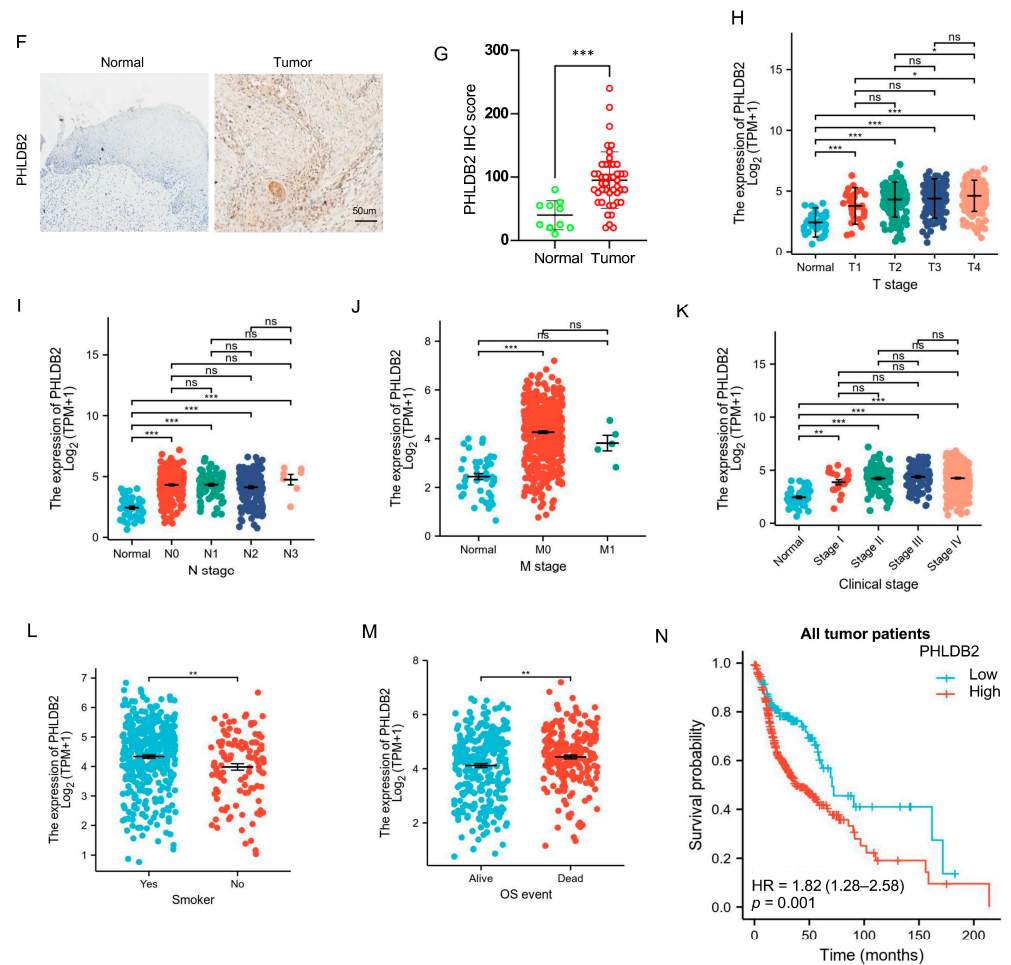 F
Normal
Tumor
PHLDB2
50um
G
PHLDB2 IHC score
300
200
100
0
***
Normal
Tumor
H
The expression of PHLDB2
Log2 (TPM+1)
15
10
5
0
ns
*
ns
*
ns
ns
***
***
***
***
Normal
T1
T2
T3
T4
T stage
I
The expression of PHLDB2
Log2 (TPM+1)
15
10
5
0
ns
ns
ns
ns
ns
ns
***
***
***
***
Normal
N0
N1
N2
N3
N stage
J
The expression of PHLDB2
Log2 (TPM+1)
8
6
4
2
0
ns
ns
***
Normal
M0
M1
M stage
K
The expression of PHLDB2
Log2 (TPM+1)
15
10
5
0
ns
ns
ns
ns
ns
ns
***
***
***
**
Normal
Stage I
Stage II
Stage III
Stage IV
Clinical stage
L
The expression of PHLDB2
Log2 (TPM+1)
7
6
5
4
3
2
1
**
Yes
No
Smoker
M
The expression of PHLDB2
Log2 (TPM+1)
8
6
4
2
**
Alive
Dead
OS event
N
All tumor patients
PHLDB2
Low
High
Survival probability
1.0
0.8
0.6
0.4
0.2
0.0
HR = 1.82 (1.28–2.58)
p = 0.001
0
50
100
150
200
Time (months)